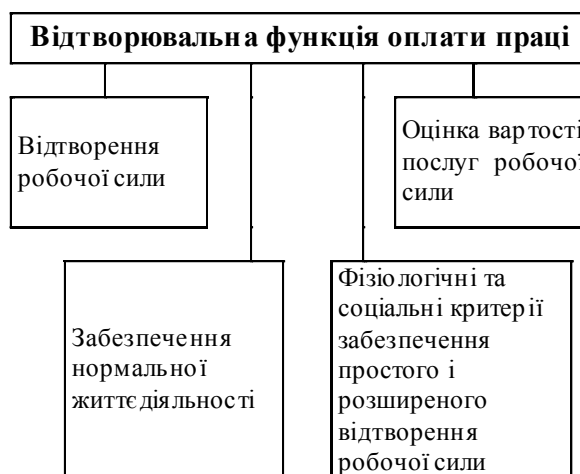 Відтворювальна функція оплати праці
Відтворення
робочої сили
Оцінка вартості
послуг робочої
сили
Забезпечення
нормальної
життєдіяльності
Фізіологічні та
соціальні критерії
забезпечення
простого і
розширеного
відтворення
робочої сили